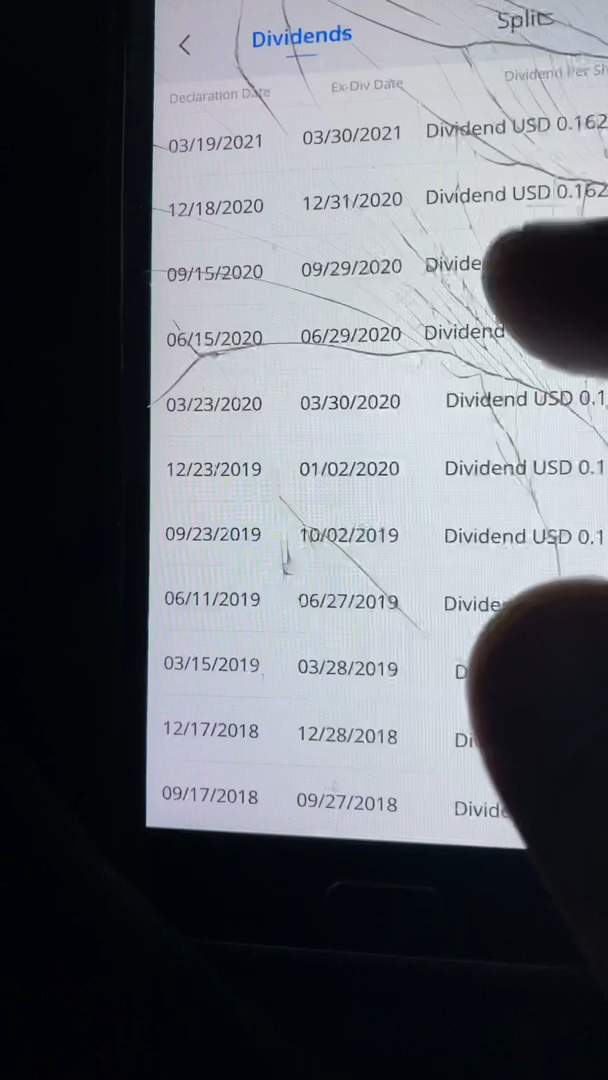 Dividends Splits
Declaration Date Ex-Div Date Dividend Per
03/19/2021 03/30/2021 Dividend USD 0.162
12/18/2020 12/31/2020 Dividend USD 0.162
09/15/2020 09/29/2020
06/15/2020 06/29/2020 Dividend
03/23/2020 03/30/2020 Dividend USD 0.1
12/23/2019 01/02/2020 Dividend USD 0.1
09/23/2019 10/02/2019 Dividend USD 0.1
06/11/2019 06/27/2019
03/15/2019 03/28/2019
12/17/2018 12/28/2018
09/17/2018 09/27/2018